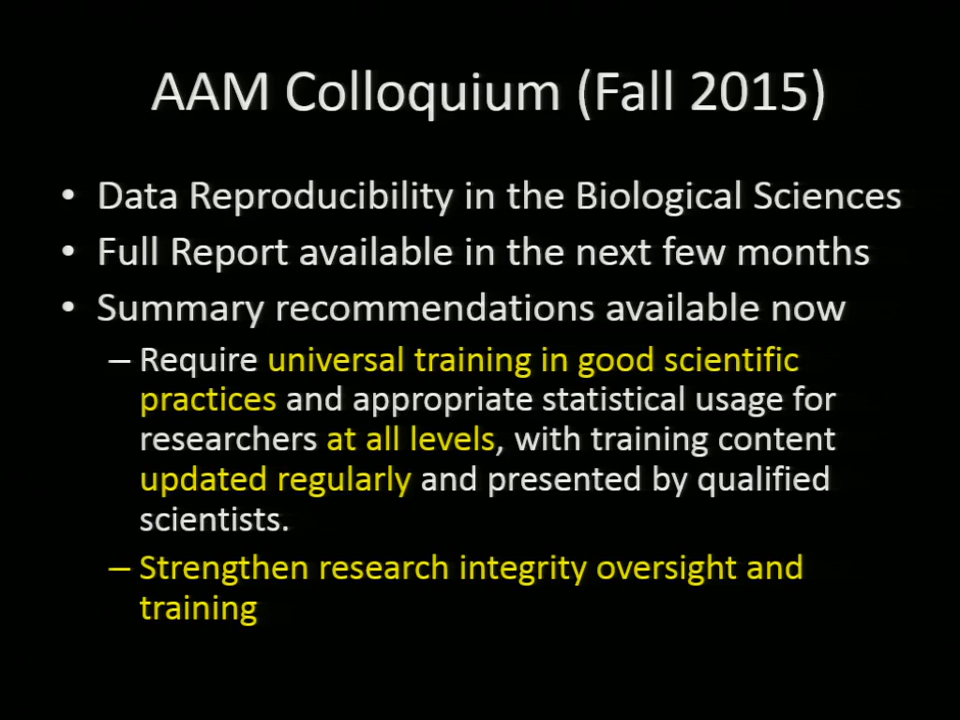 AAM Colloquium (Fall 2015)
• Data Reproducibility in the Biological Sciences
• Full Report available in the next few months
• Summary recommendations available now
– Require universal training in good scientific
practices and appropriate statistical usage for
researchers at all levels, with training content
updated regularly and presented by qualified
scientists.
– Strengthen research integrity oversight and
training